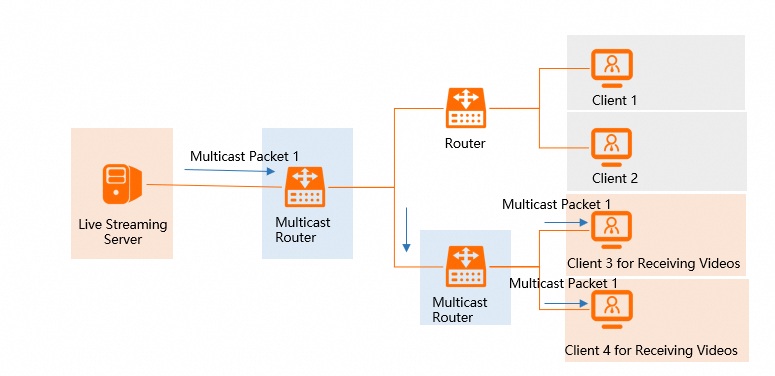 Client 1
Multicast Packet 1
Router
Client 2
Multicast Packet 1
Live Streaming
Server
Multicast
Router
Client 3 for Receiving Videos
Multicast Packet 1
Multicast
Router
Client 4 for Receiving Videos